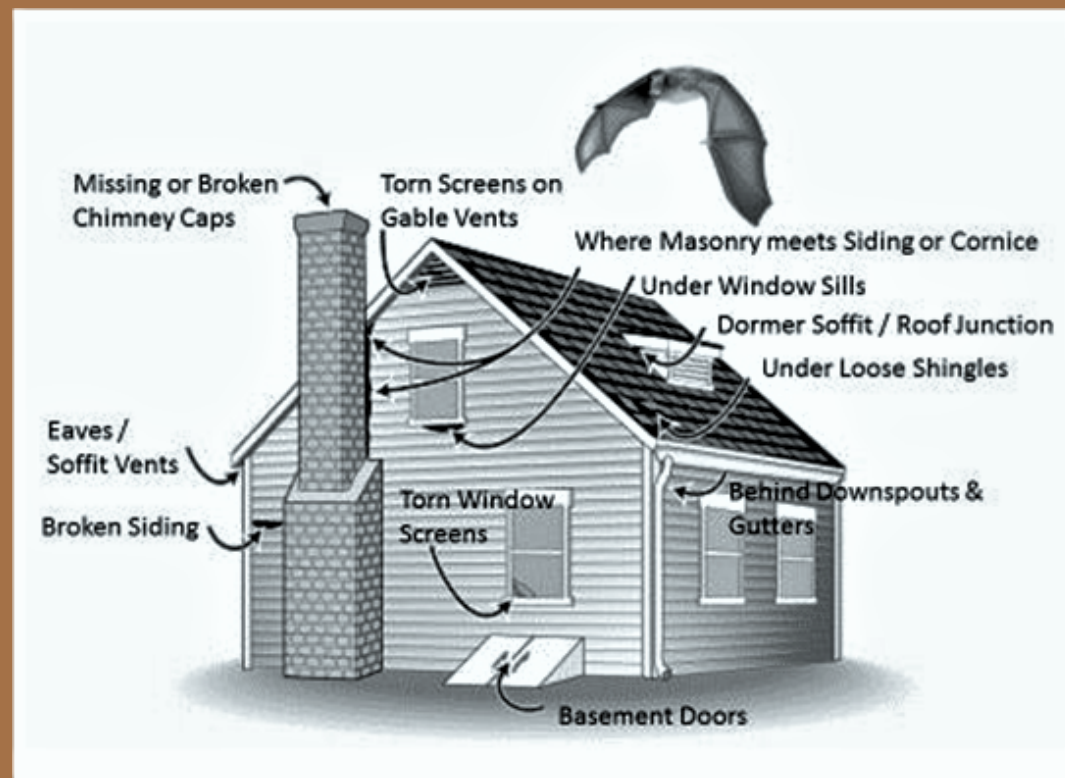 Missing or Broken
Chimney Caps
Torn Screens on
Gable Vents
Where Masonry meets Siding or Cornice
Under Window Sills
Dormer Soffit / Roof Junction
Under Loose Shingles
Eaves /
Soffit Vents
Broken Siding
Torn Window
Screens
Behind Downspouts &
Gutters
Basement Doors